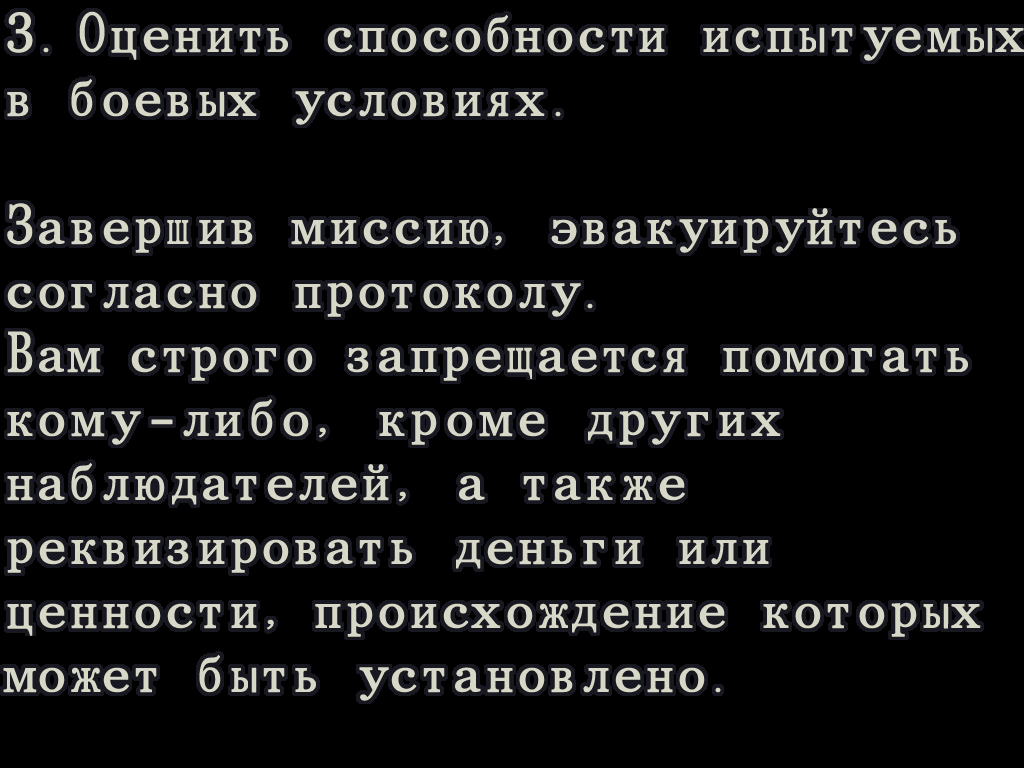 3. Оценить способности испытуемых
в боевых условиях.
Завершив миссию, эвакуируйтесь
согласно протоколу.
Вам строго запрещается помогать
кому-либо, кроме других
наблюдателей, а также
реквизировать деньги или
ценности, происхождение которых
может быть установлено.